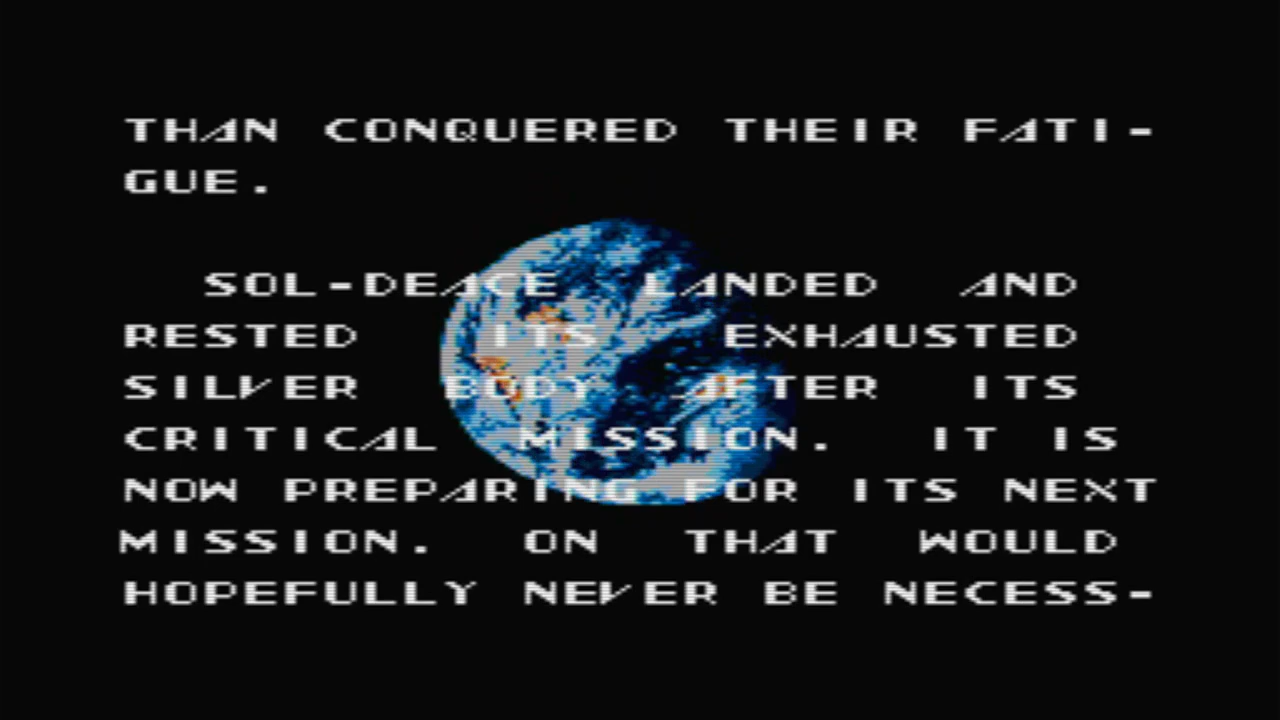 THAN CONQUERED THEIR FATI-
GUE.
SOL-DEACE LANDED AND
RESTED ITS EXHAUSTED
SILVER BODY AFTER ITS
CRITICAL MISSION. IT IS
NOW PREPARING FOR ITS NEXT
MISSION. ON THAT WOULD
HOPEFULLY NEVER BE NECESS-